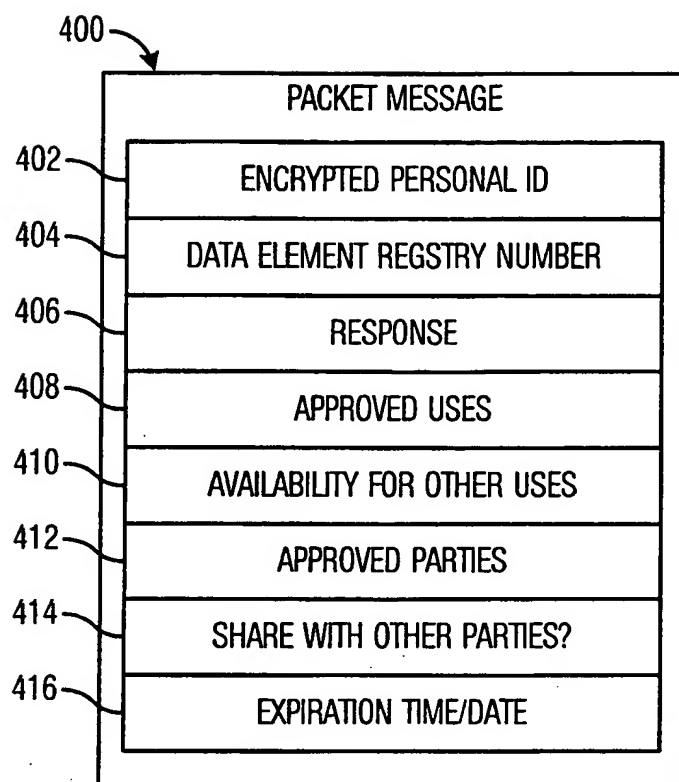 400
PACKET MESSAGE
402
ENCRYPTED PERSONAL ID
404
DATA ELEMENT REGSTRY NUMBER
406
RESPONSE
408
APPROVED USES
410
AVAILABILITY FOR OTHER USES
412
APPROVED PARTIES
414
SHARE WITH OTHER PARTIES?
416
EXPIRATION TIME/DATE